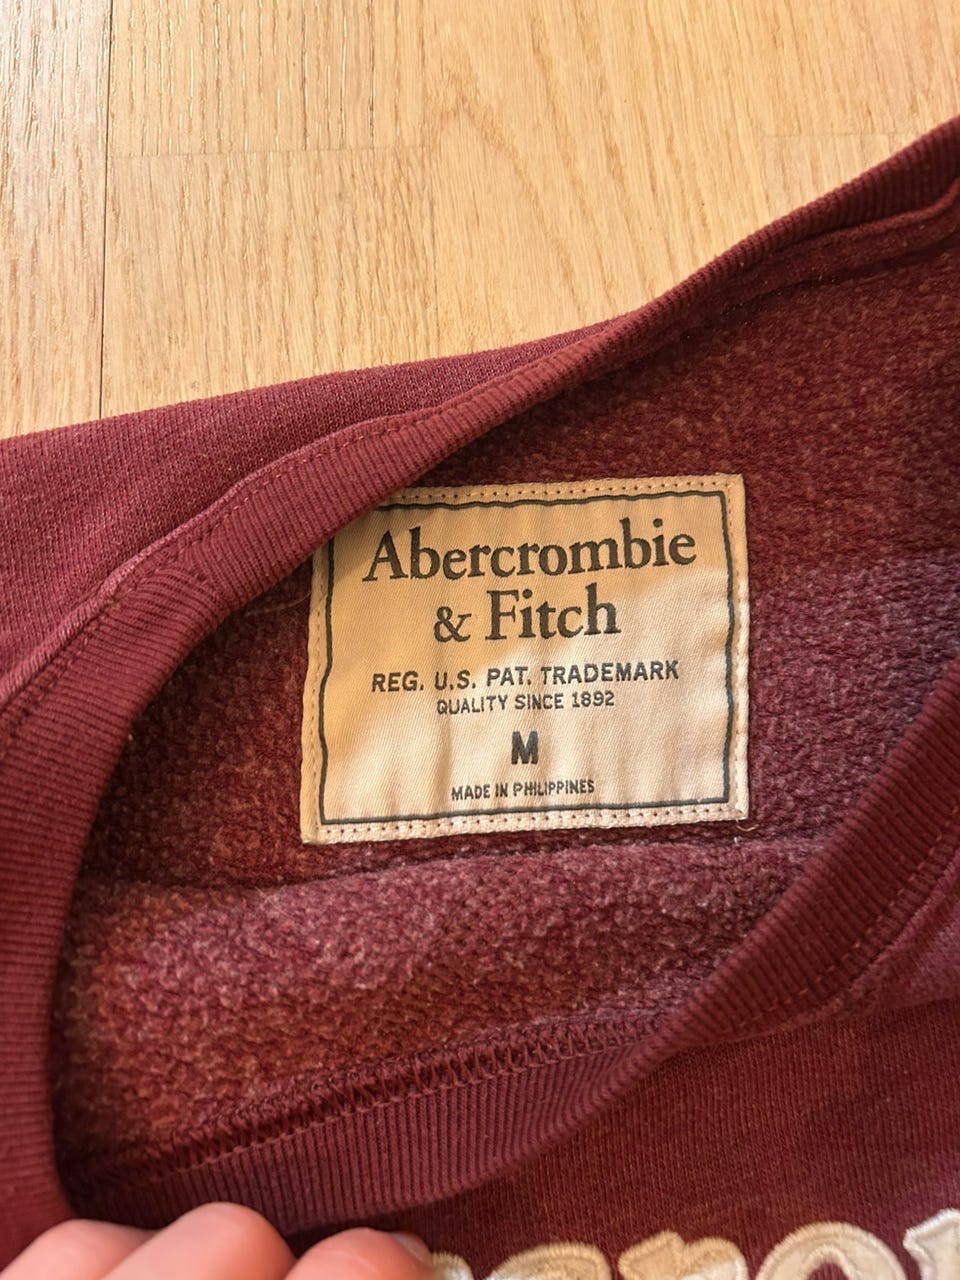 Abercrombie
& Fitch
REG. U.S. PAT. TRADEMARK
QUALITY SINCE 1892
M
MADE IN PHILIPPINES